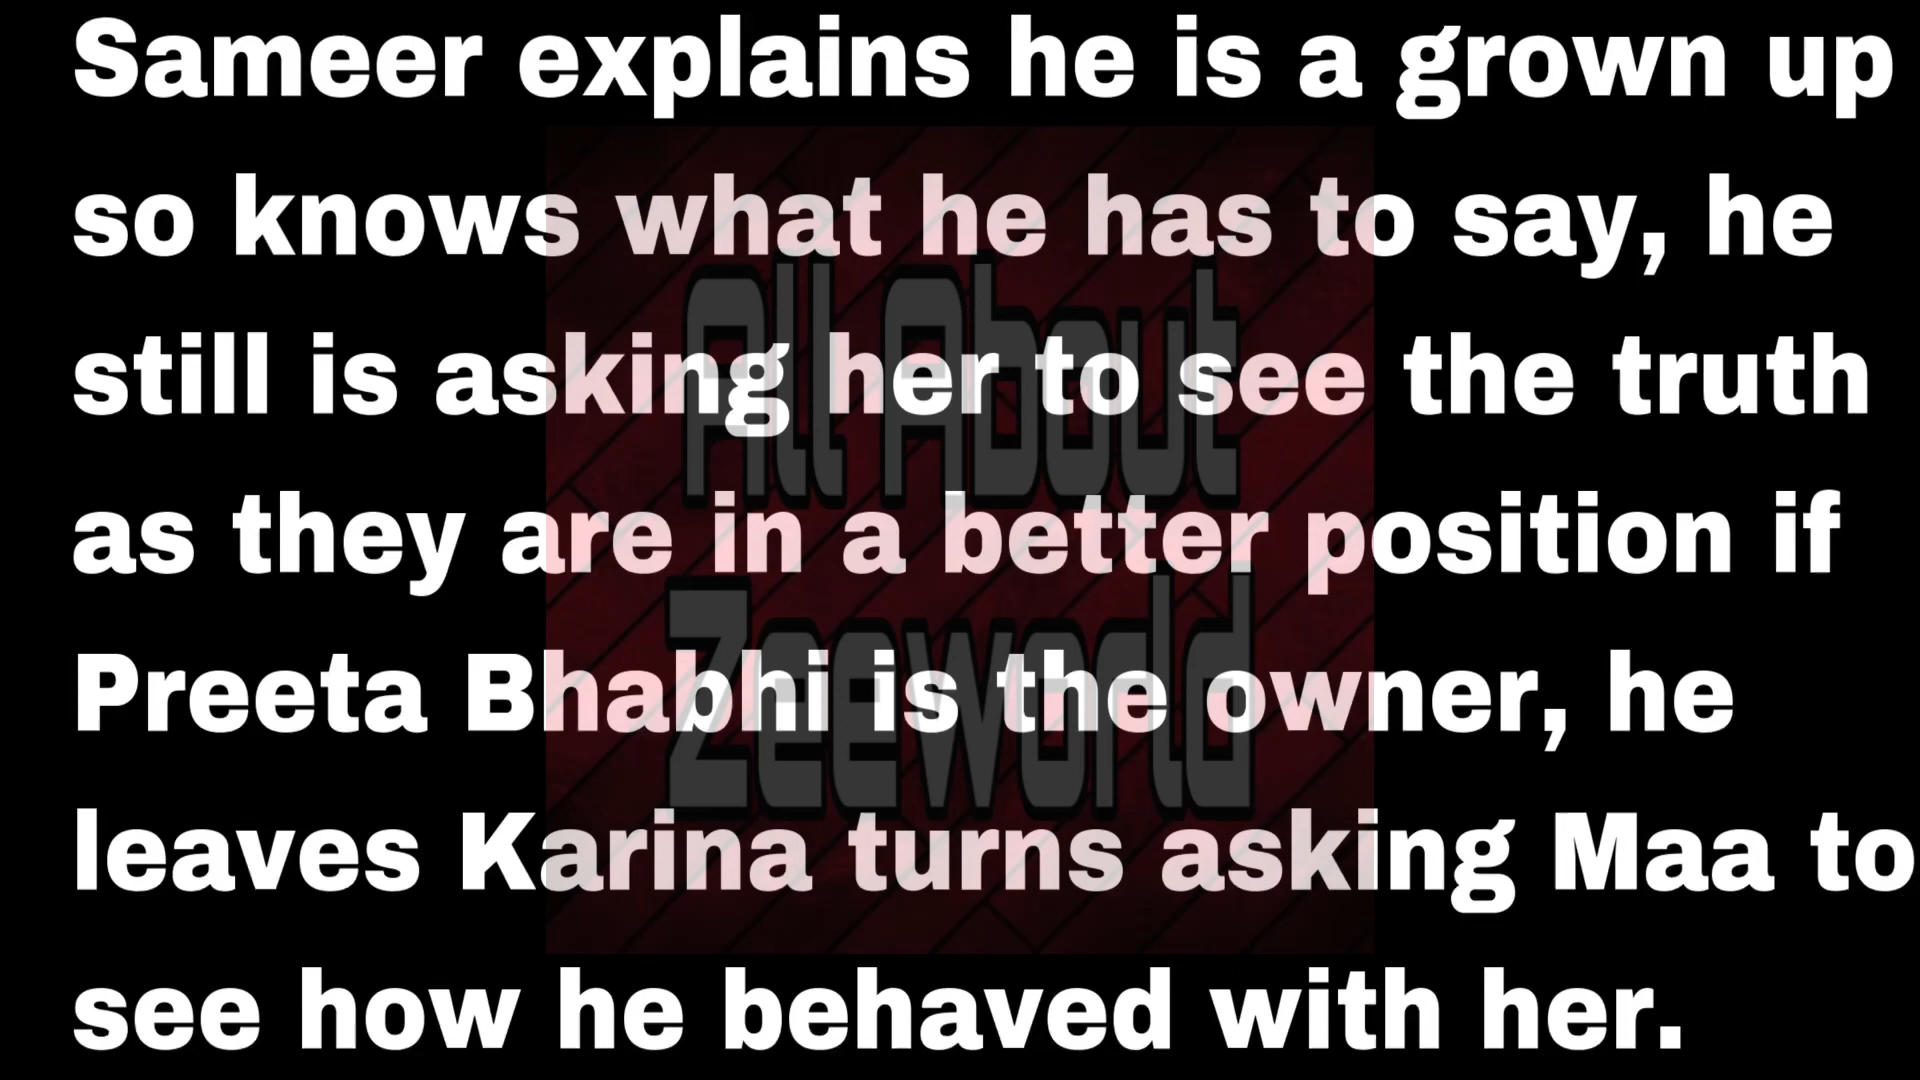 Sameer explains he is a grown up
so knows what he has to say, he
still is asking her to see the truth
as they are in a better position if
Preeta Bhabhi is the owner, he
leaves Karina turns asking Maa to
see how he behaved with her.
All About
Zeeworld